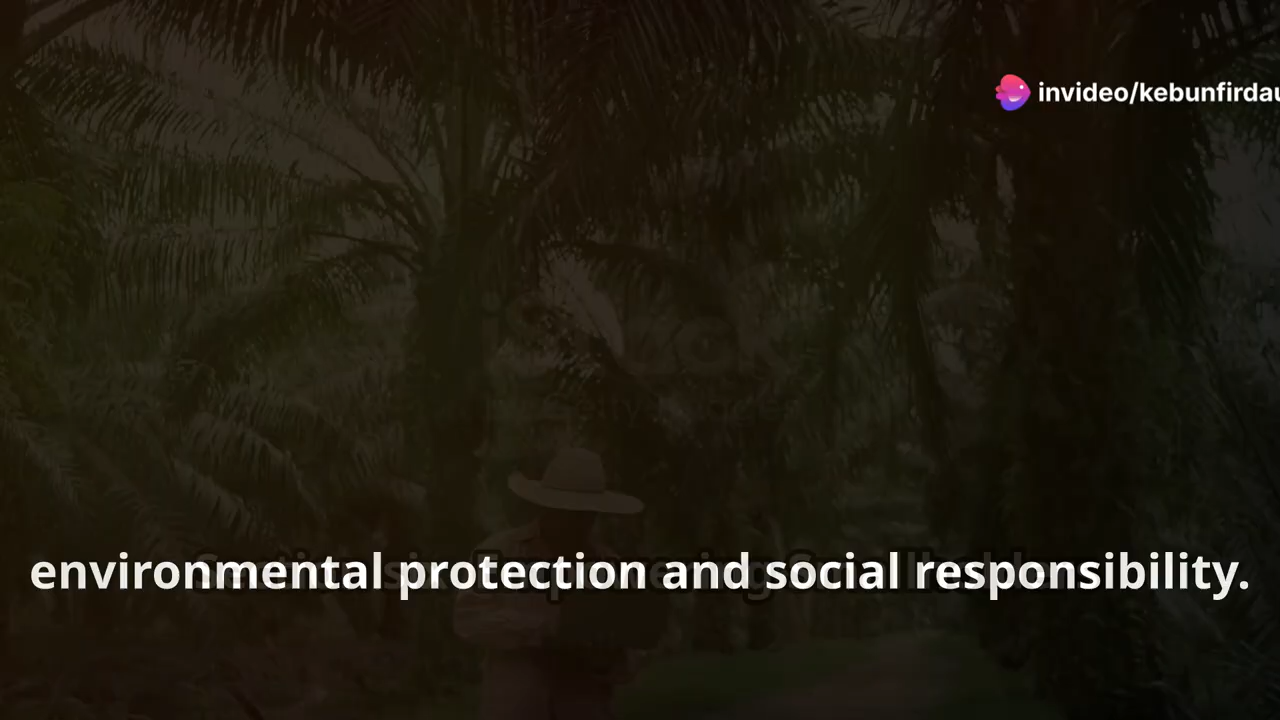 invideo/kebunfirdau
environmental protection and social responsibility.